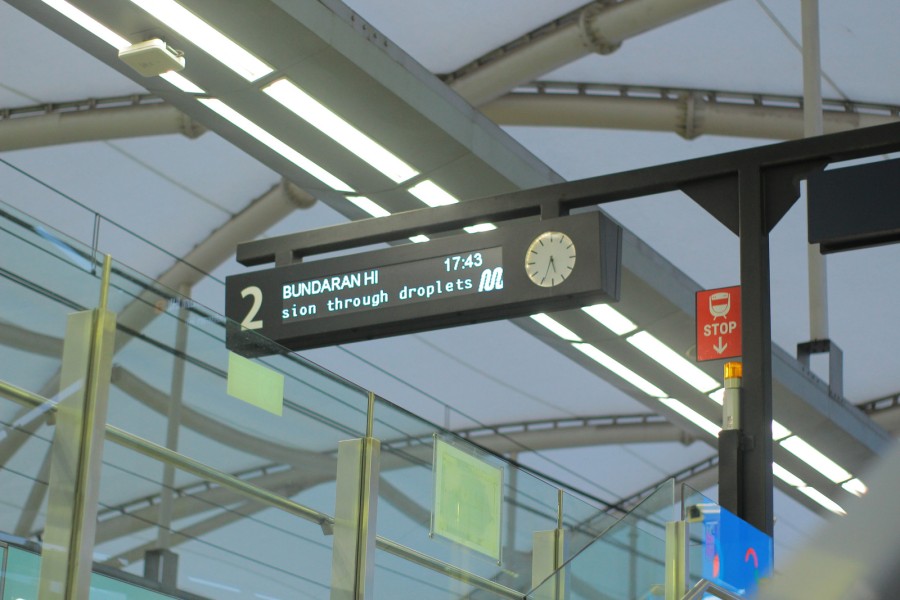 2
BUNDARAN HI
17:43
sion through droplets
STOP